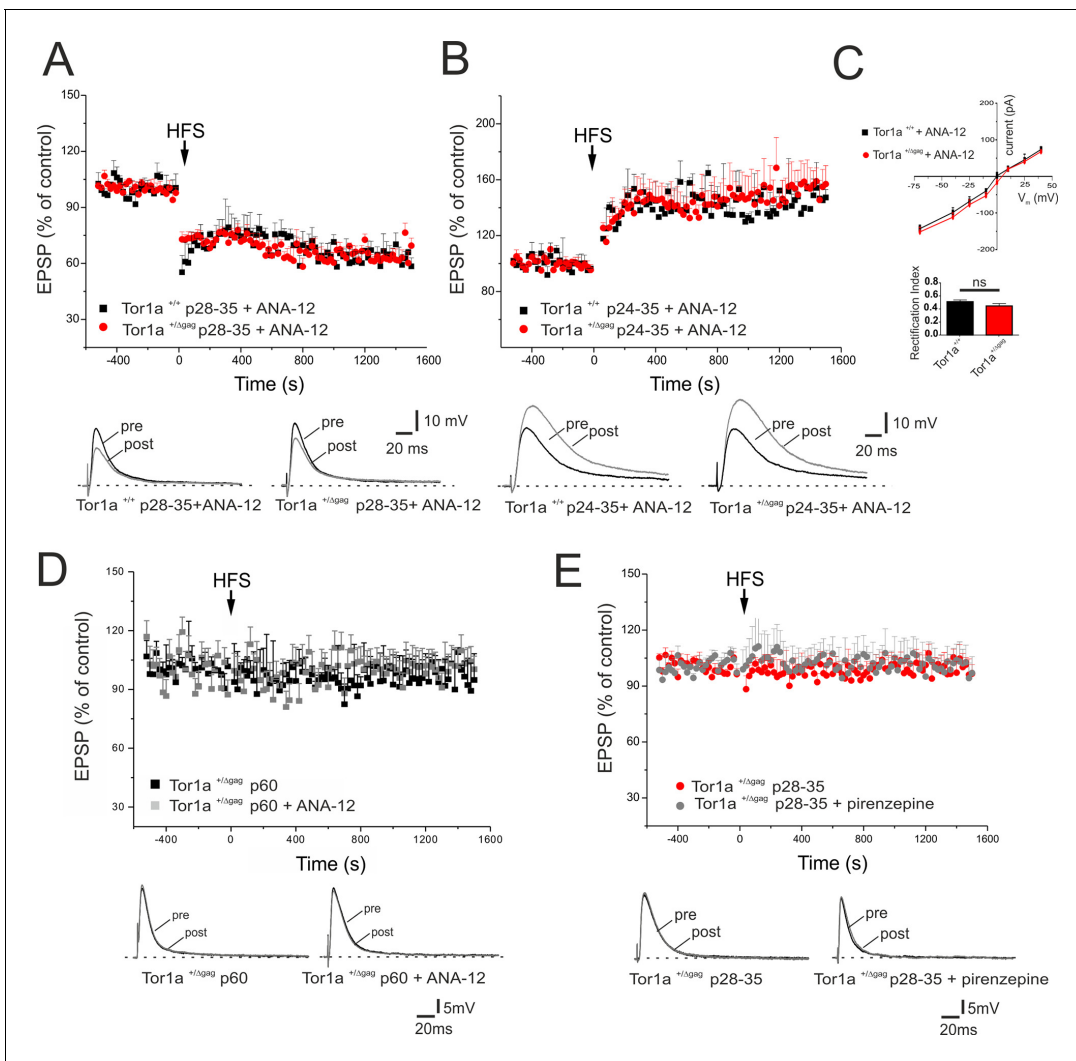 A
150
120
90
60
30
EPSP (% of control)
HFS
Tor1a +/+ p28-35 + ANA-12
Tor1a +/Δgag p28-35 + ANA-12
-400 0 400 800 1200 1600
Time (s)
pre
post
pre
post
10 mV
20 ms
Tor1a +/+ p28-35+ANA-12
Tor1a +/Δgag p28-35+ ANA-12
B
200
160
120
80
EPSP (% of control)
HFS
Tor1a +/+ p24-35 + ANA-12
Tor1a +/Δgag p24-35 + ANA-12
-400 0 400 800 1200 1600
Time (s)
pre
post
pre
post
10 mV
20 ms
Tor1a +/+ p24-35+ ANA-12
Tor1a +/Δgag p24-35+ ANA-12
C
Tor1a +/+ + ANA-12
Tor1a +/Δgag + ANA-12
200
100
-100
-200
current (pA)
-75 -50 -25 25 50
Vm (mV)
Rectification Index
0.8
0.6
0.4
0.2
0.0
ns
Tor1a +/+
Tor1a +/Δgag
D
150
120
90
60
30
EPSP (% of control)
HFS
Tor1a +/Δgag p60
Tor1a +/Δgag p60 + ANA-12
-400 0 400 800 1200 1600
Time (s)
pre
post
pre
post
Tor1a +/Δgag p60
Tor1a +/Δgag p60 + ANA-12
5mV
20ms
E
150
120
90
60
30
EPSP (% of control)
HFS
Tor1a +/Δgag p28-35
Tor1a +/Δgag p28-35 + pirenzepine
-400 0 400 800 1200 1600
Time (s)
pre
post
pre
post
Tor1a +/Δgag p28-35
Tor1a +/Δgag p28-35 + pirenzepine
5mV
20ms